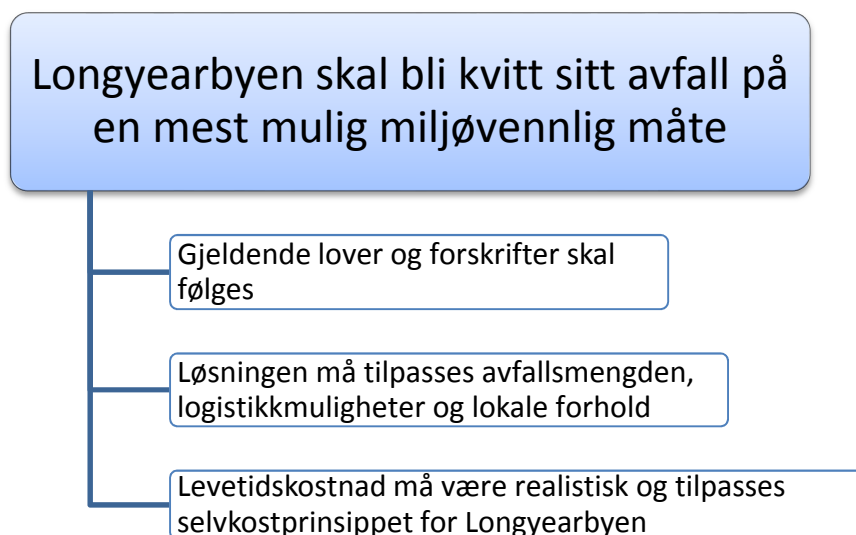 Longyearbyen skal bli kvitt sitt avfall på
en mest mulig miljøvennlig måte
Gjeldende lover og forskrifter skal
følges
Løsningen må tilpasses avfallsmengden,
logistikkmuligheter og lokale forhold
Levetidskostnad må være realistisk og tilpasses
selvkostprinsippet for Longyearbyen